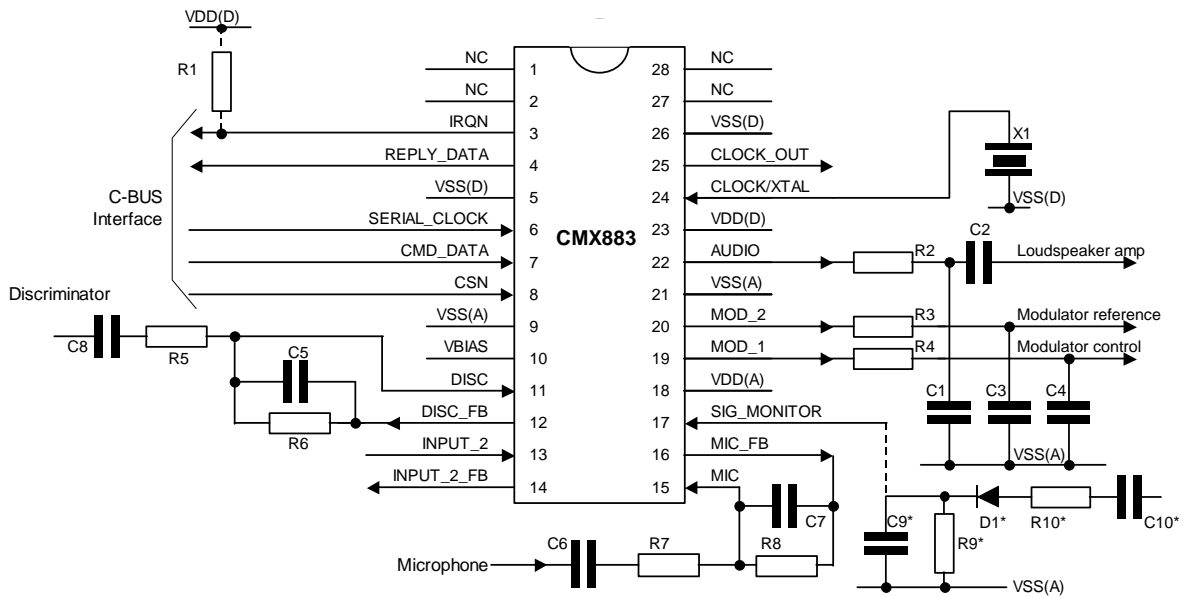 VDD(D)
R1
NC 1 28 NC
NC 2 27 NC
IRQN 3 26 VSS(D)
X1
REPLY_DATA 4 25 CLOCK_OUT
VSS(D) 5 24 CLOCK/XTAL
VSS(D)
C-BUS
Interface
SERIAL_CLOCK 6 23 VDD(D)
CMX883
C2
CMD_DATA 7 22 AUDIO R2 Loudspeaker amp
CSN 8 21 VSS(A)
Discriminator
VSS(A) 9 20 MOD_2 R3 Modulator reference
C8 R5 C5
VBIAS 10 19 MOD_1 R4 Modulator control
DISC 11 18 VDD(A)
C1 C3 C4
DISC_FB 12 17 SIG_MONITOR
R6
INPUT_2 13 16 MIC_FB
VSS(A)
INPUT_2_FB 14 15 MIC
C7
C9* D1* R10* C10*
R9*
C6 R7 R8
Microphone
VSS(A)